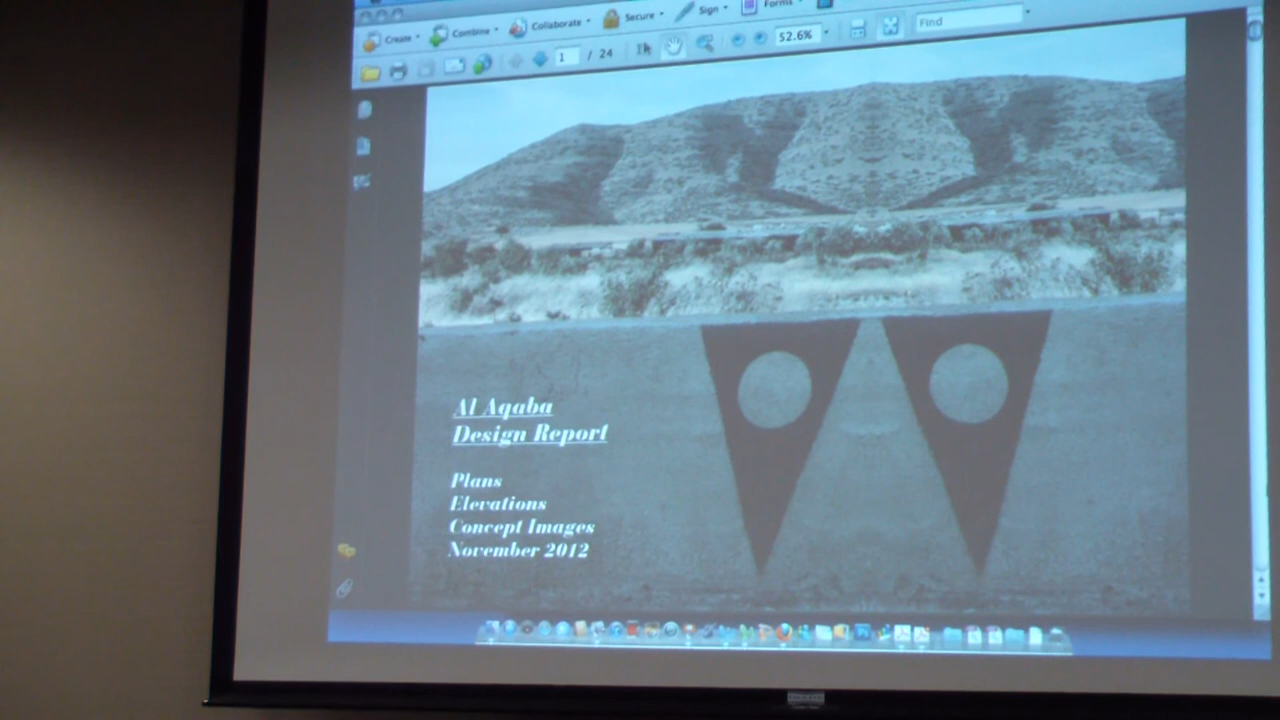 Create
Combine
Collaborate
Secure
Sign
Forms
1 / 24
52.6%
Find
Al Aqaba
Design Report
Plans
Elevations
Concept Images
November 2012